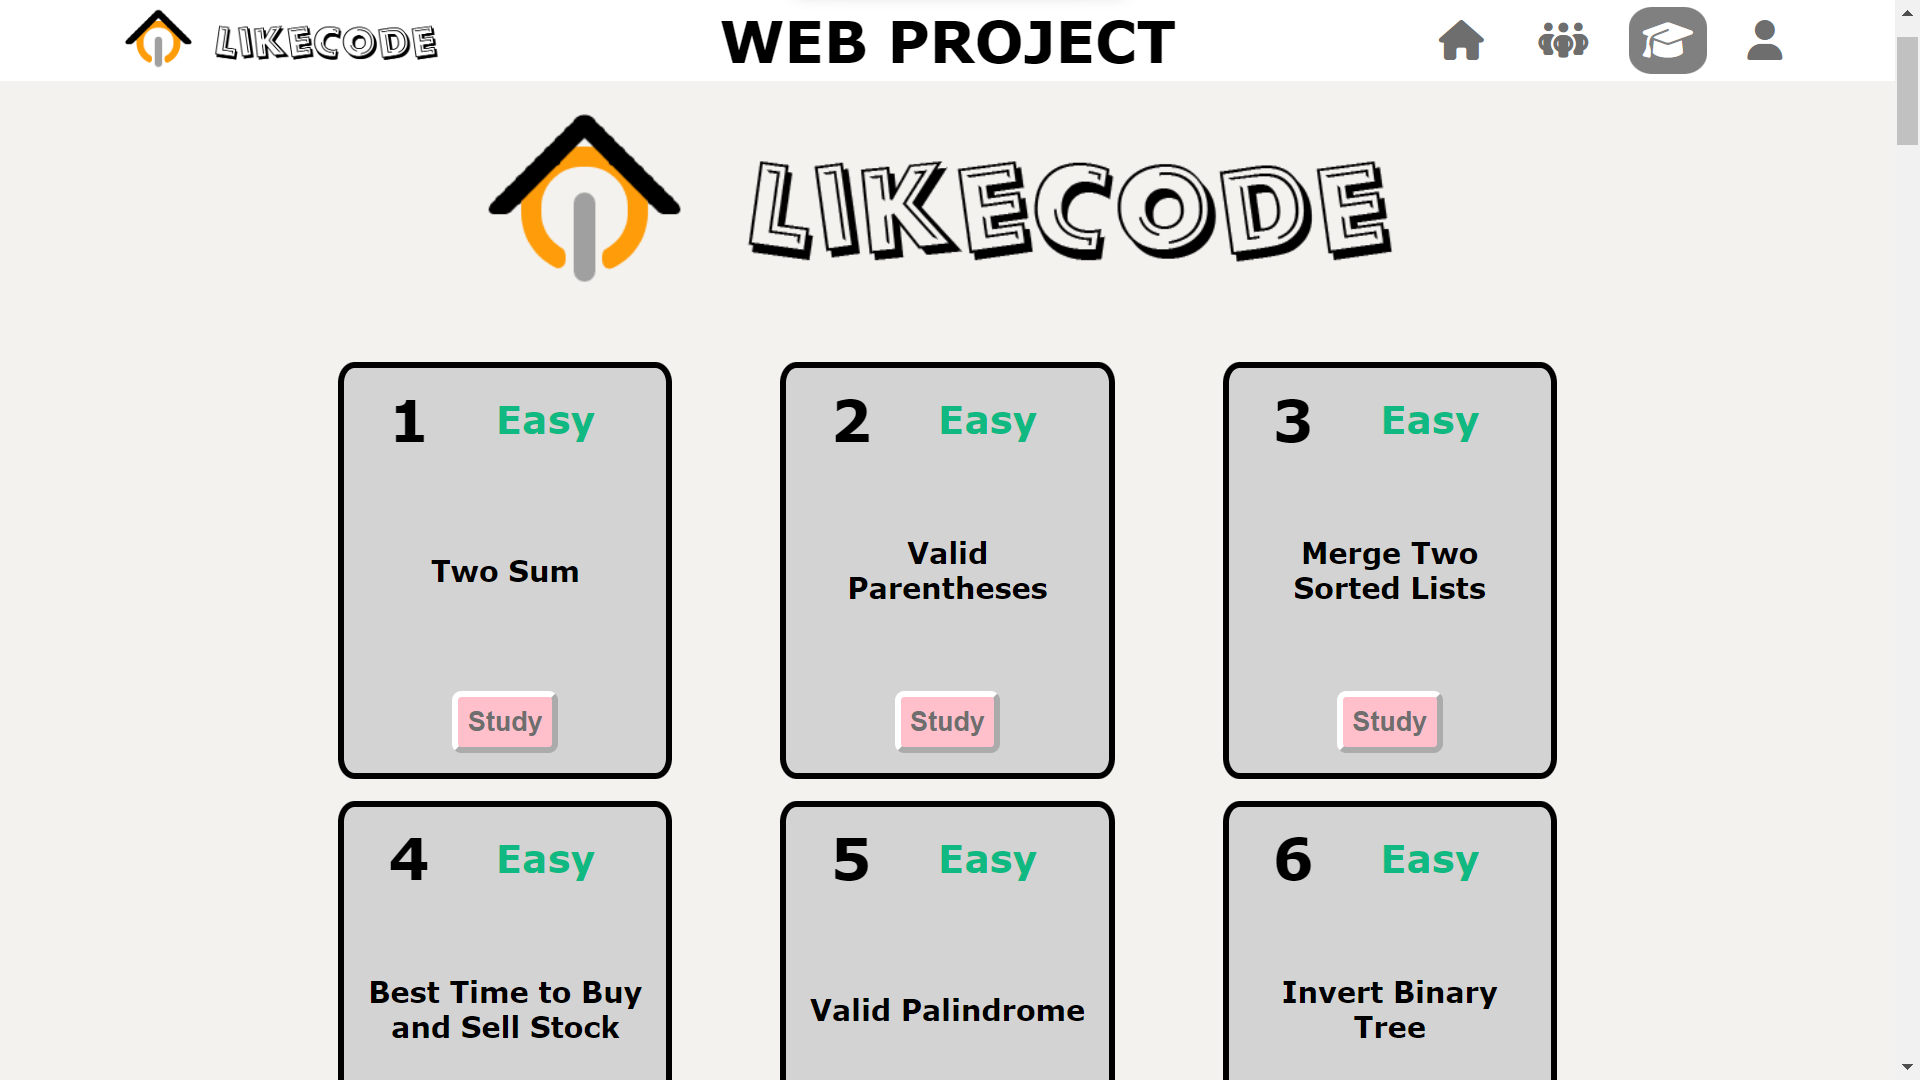 LIKECODE
WEB PROJECT
LIKECODE
1 Easy
Two Sum
Study
2 Easy
Valid
Parentheses
Study
3 Easy
Merge Two
Sorted Lists
Study
4 Easy
Best Time to Buy
and Sell Stock
5 Easy
Valid Palindrome
6 Easy
Invert Binary
Tree